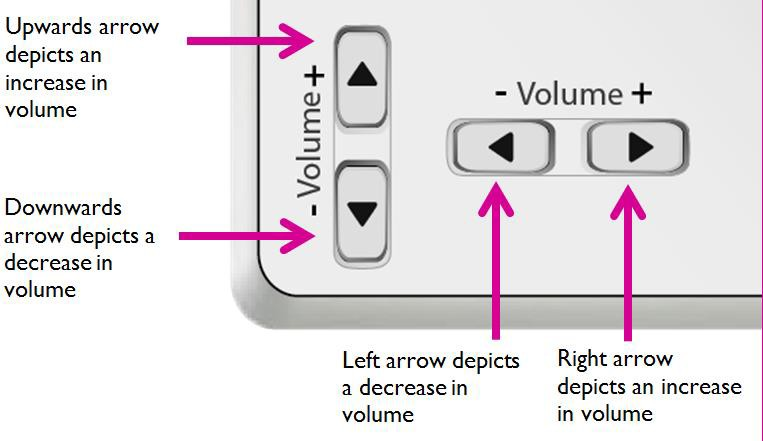 Upwards arrow
depicts an
increase in
volume
- Volume +
- Volume +
Downwards
arrow depicts a
decrease in
volume
Left arrow depicts
a decrease in
volume
Right arrow
depicts an increase
in volume